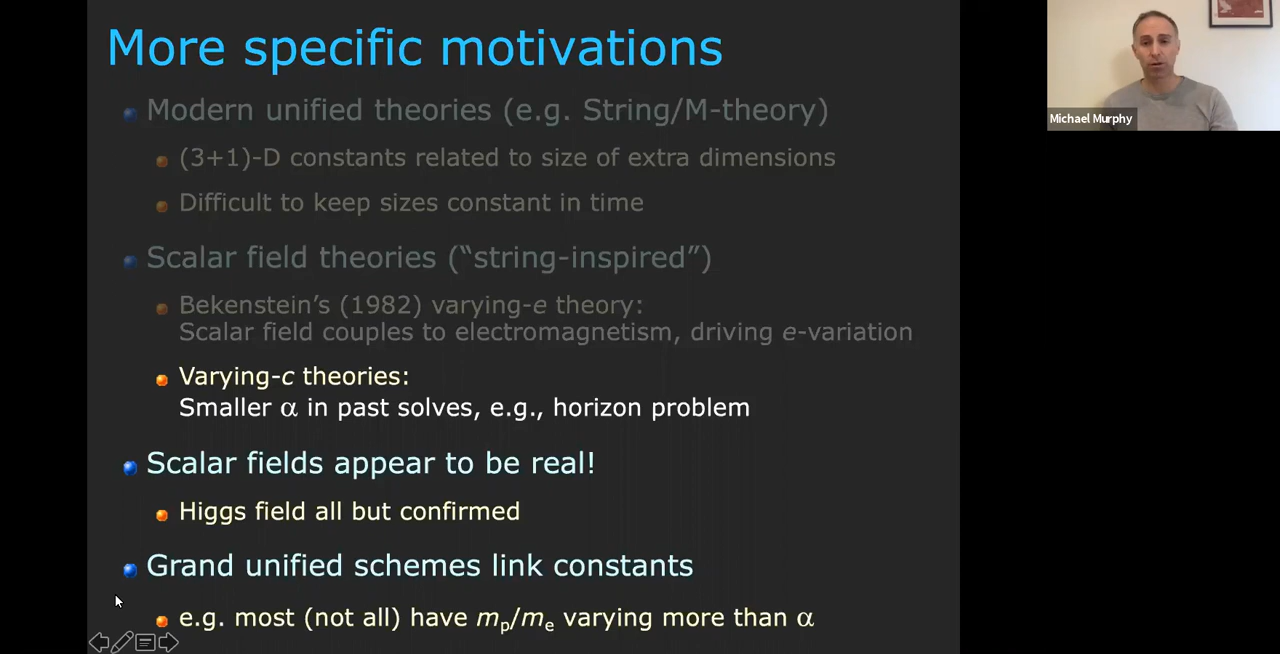 More specific motivations
Modern unified theories (e.g. String/M-theory)
(3+1)-D constants related to size of extra dimensions
Difficult to keep sizes constant in time
Scalar field theories (“string-inspired”)
Bekenstein’s (1982) varying-e theory:
Scalar field couples to electromagnetism, driving e-variation
Varying-c theories:
Smaller α in past solves, e.g., horizon problem
Scalar fields appear to be real!
Higgs field all but confirmed
Grand unified schemes link constants
e.g. most (not all) have mp/me varying more than α
Michael Murphy